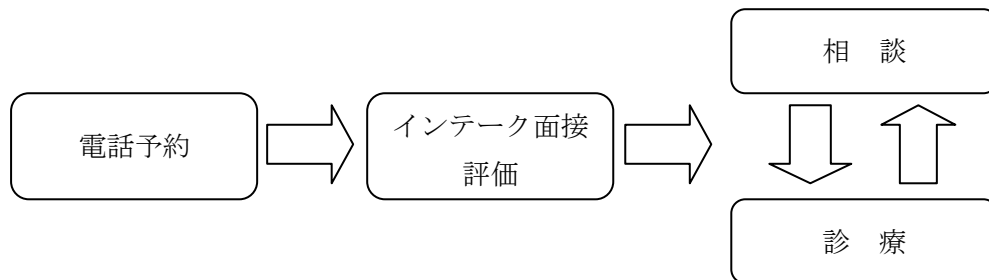 電話予約
インテーク面接
評価
相　談
診　療